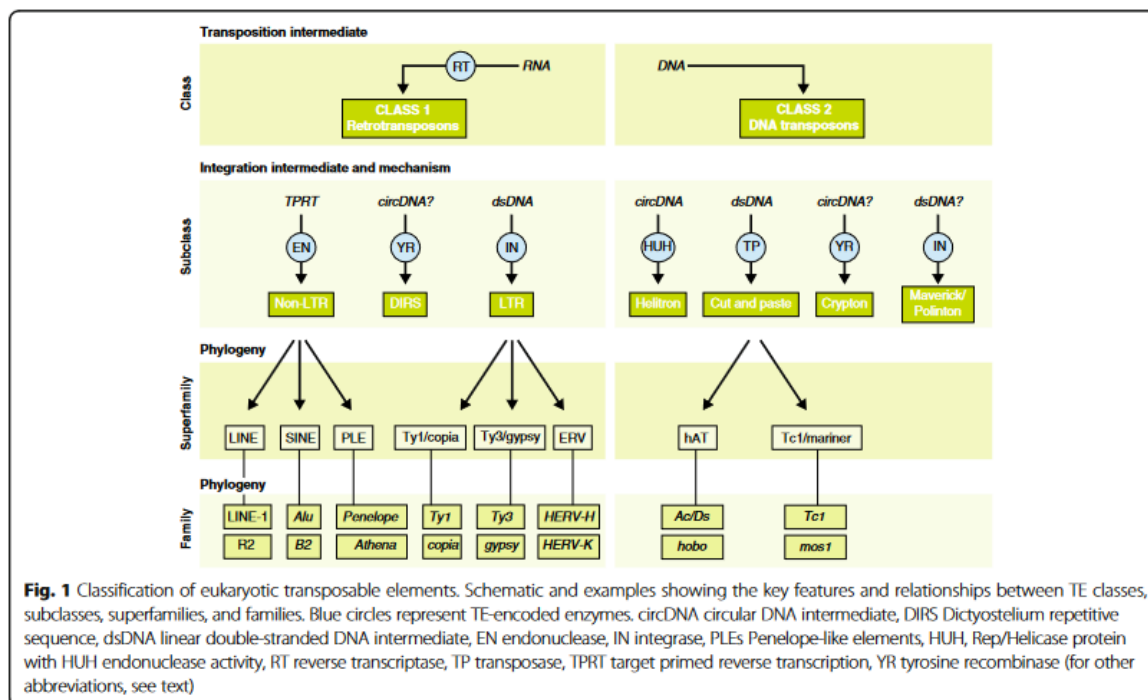 Transposition intermediate
Class
RT
RNA
DNA
CLASS 1
Retrotransposons
CLASS 2
DNA transposons
Integration intermediate and mechanism
Subclass
TPRT circDNA? dsDNA circDNA dsDNA circDNA? dsDNA?
EN YR IN HUH TP YR IN
Non-LTR DIRS LTR Helitron Cut and paste Crypton Maverick/
Polinton
Phylogeny
Superfamily
LINE SINE PLE Ty1/copia Ty3/gypsy ERV hAT Tc1/mariner
Phylogeny
Family
LINE-1 Alu Penelope Ty1 Ty3 HERV-H Ac/Ds Tc1
R2 B2 Athena copia gypsy HERV-K hobo mos1
Fig. 1 Classification of eukaryotic transposable elements. Schematic and examples showing the key features and relationships between TE classes,
subclasses, superfamilies, and families. Blue circles represent TE-encoded enzymes. circDNA circular DNA intermediate, DIRS Dictyostelium repetitive
sequence, dsDNA linear double-stranded DNA intermediate, EN endonuclease, IN integrase, PLEs Penelope-like elements, HUH, Rep/Helicase protein
with HUH endonuclease activity, RT reverse transcriptase, TP transposase, TPRT target primed reverse transcription, YR tyrosine recombinase (for other
abbreviations, see text)